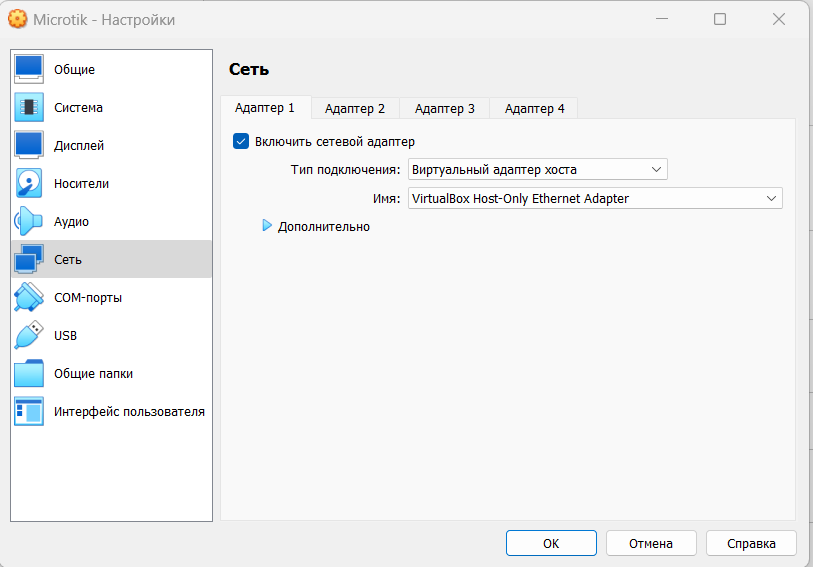 Microtik - Настройки
Общие
Система
Дисплей
Носители
Аудио
Сеть
COM-порты
USB
Общие папки
Интерфейс пользователя
Сеть
Адаптер 1 Адаптер 2 Адаптер 3 Адаптер 4
Включить сетевой адаптер
Тип подключения: Виртуальный адаптер хоста
Имя: VirtualBox Host-Only Ethernet Adapter
Дополнительно
ОК Отмена Справка